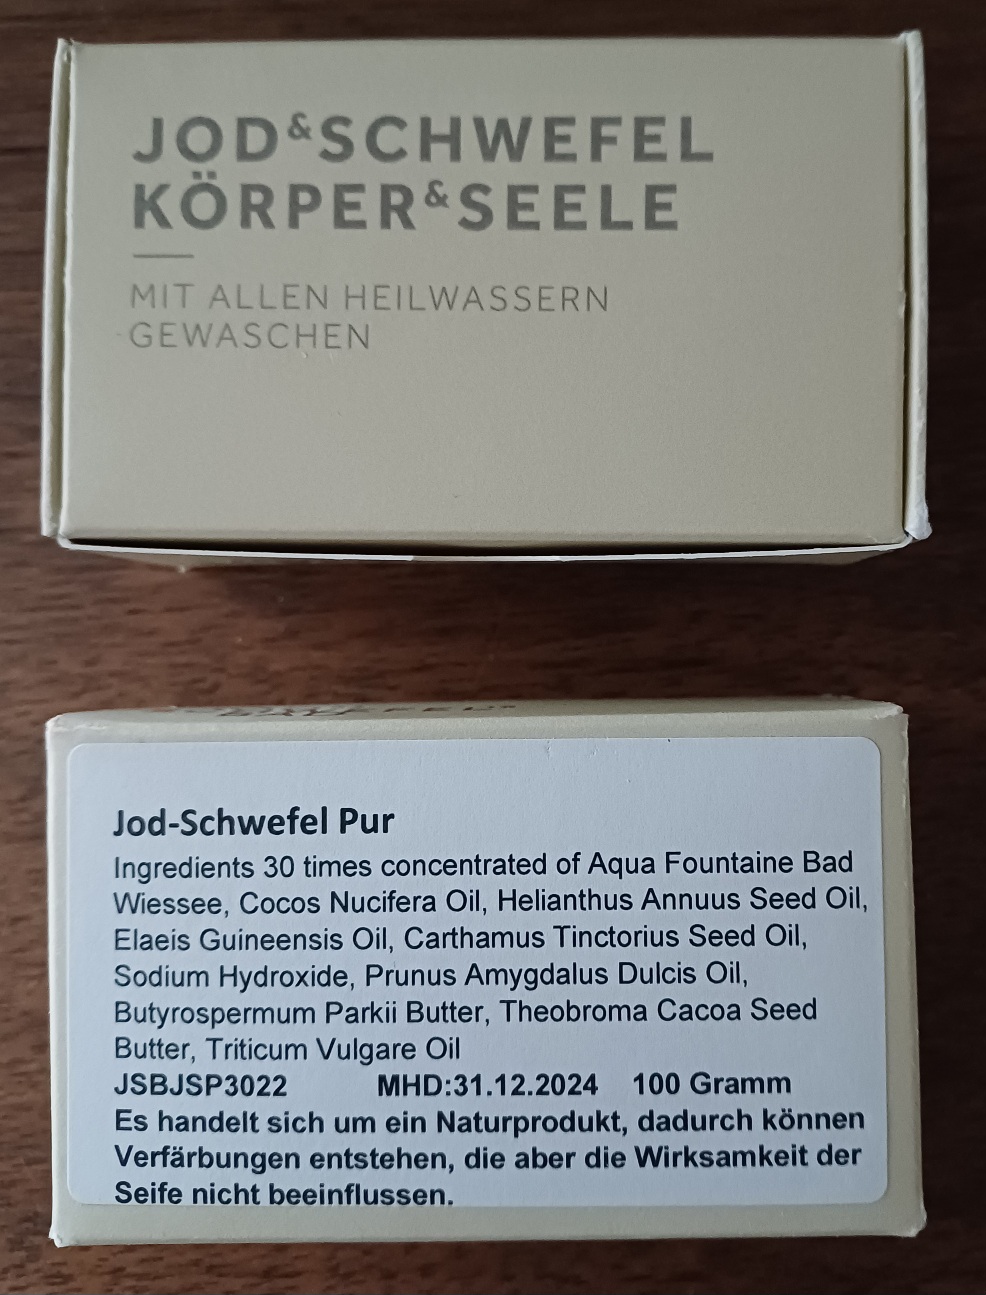 JOD&SCHWEFEL
KÖRPER&SEELE
MIT ALLEN HEILWASSERN
GEWASCHEN
Jod-Schwefel Pur
Ingredients 30 times concentrated of Aqua Fountaine Bad
Wiessee, Cocos Nucifera Oil, Helianthus Annuus Seed Oil,
Elaeis Guineensis Oil, Carthamus Tinctorius Seed Oil,
Sodium Hydroxide, Prunus Amygdalus Dulcis Oil,
Butyrospermum Parkii Butter, Theobroma Cacoa Seed
Butter, Triticum Vulgare Oil
JSBJSP3022 MHD:31.12.2024 100 Gramm
Es handelt sich um ein Naturprodukt, dadurch können
Verfärbungen entstehen, die aber die Wirksamkeit der
Seife nicht beeinflussen.